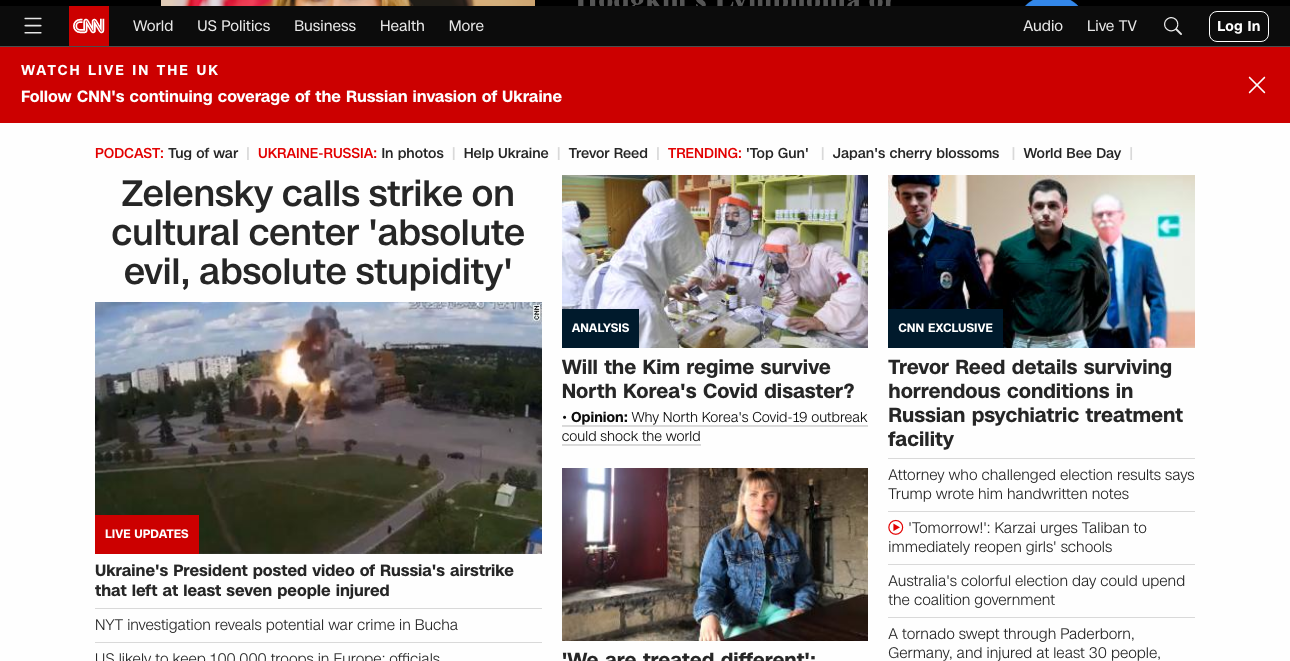 CNN
World
US Politics
Business
Health
More
Audio
Live TV
Log In
WATCH LIVE IN THE UK
Follow CNN's continuing coverage of the Russian invasion of Ukraine
PODCAST: Tug of war | UKRAINE-RUSSIA: In photos | Help Ukraine | Trevor Reed | TRENDING: 'Top Gun' | Japan's cherry blossoms | World Bee Day |
Zelensky calls strike on
cultural center 'absolute
evil, absolute stupidity'
CNN
LIVE UPDATES
Ukraine's President posted video of Russia's airstrike
that left at least seven people injured
NYT investigation reveals potential war crime in Bucha
US likely to keep 100,000 troops in Europe: officials
ANALYSIS
Will the Kim regime survive
North Korea's Covid disaster?
• Opinion: Why North Korea's Covid-19 outbreak
could shock the world
'We are treated different':
CNN EXCLUSIVE
Trevor Reed details surviving
horrendous conditions in
Russian psychiatric treatment
facility
Attorney who challenged election results says
Trump wrote him handwritten notes
'Tomorrow!': Karzai urges Taliban to
immediately reopen girls' schools
Australia's colorful election day could upend
the coalition government
A tornado swept through Paderborn,
Germany, and injured at least 30 people,